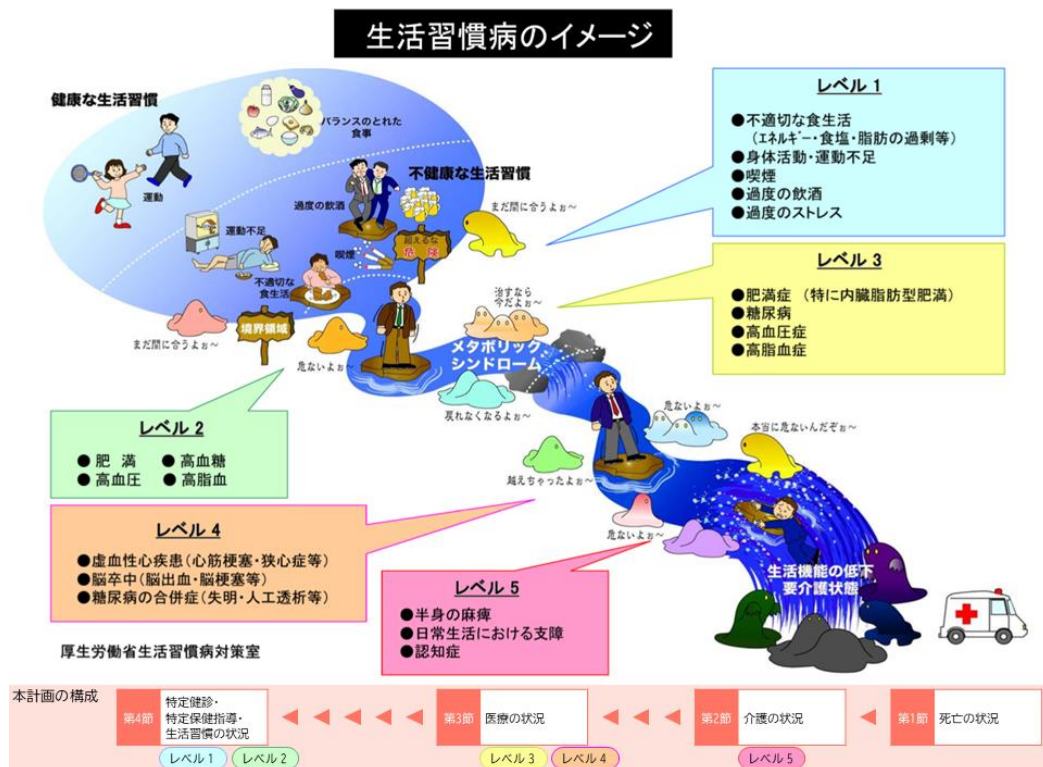 生活習慣病のイメージ
健康な生活習慣
バランスのとれた
食事
運動
不健康な生活習慣
過度の飲酒
運動不足
喫煙
超えるな
危険
不適切な
食生活
境界領域
まだ間に合うよぉ～
まだ間に合うよぉ～
危ないよぉ～
治すなら
今だよぉ～
メタボリック
シンドローム
戻れなくなるよぉ～
危ないよぉ～
本当に危ないんだぞぉ～
越えちゃったよぉ～
危ないよぉ～
生活機能の低下
要介護状態
レベル 1
●不適切な食生活
（エネルギー・食塩・脂肪の過剰等）
●身体活動・運動不足
●喫煙
●過度の飲酒
●過度のストレス
レベル 3
●肥満症　（特に内臓脂肪型肥満）
●糖尿病
●高血圧症
●高脂血症
レベル 2
● 肥　満　● 高血糖
● 高血圧　● 高脂血
レベル 4
●虚血性心疾患（心筋梗塞・狭心症等）
●脳卒中（脳出血・脳梗塞等）
●糖尿病の合併症（失明・人工透析等）
レベル 5
●半身の麻痺
●日常生活における支障
●認知症
厚生労働省生活習慣病対策室
本計画の構成
第4節
特定健診・
特定保健指導・
生活習慣の状況
第3節 医療の状況
第2節 介護の状況
第1節 死亡の状況
レベル 1 レベル 2 レベル 3 レベル 4 レベル 5